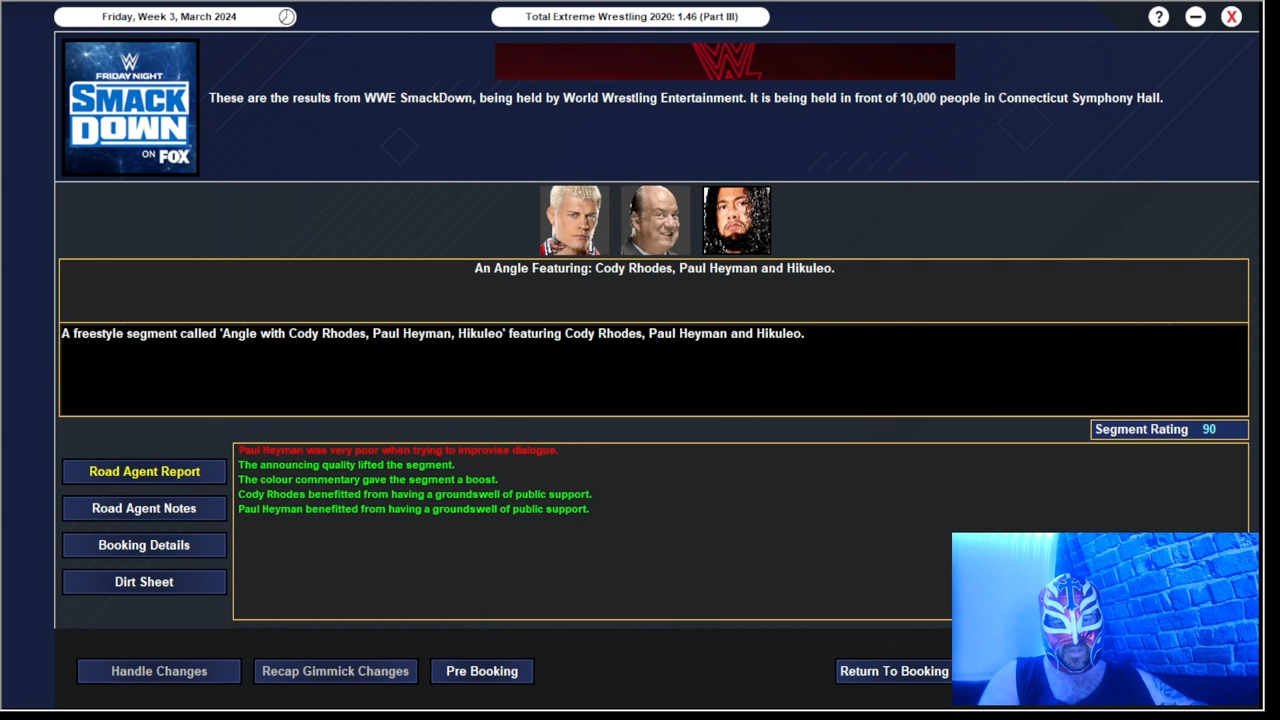 Friday, Week 3, March 2024
Total Extreme Wrestling 2020: 1.46 (Part III)
?
X
W
FRIDAY NIGHT
SMACK
DOWN
ON FOX
These are the results from WWE SmackDown, being held by World Wrestling Entertainment. It is being held in front of 10,000 people in Connecticut Symphony Hall.
An Angle Featuring: Cody Rhodes, Paul Heyman and Hikuleo.
A freestyle segment called 'Angle with Cody Rhodes, Paul Heyman, Hikuleo' featuring Cody Rhodes, Paul Heyman and Hikuleo.
Segment Rating 90
Paul Heyman was very poor when trying to improvise dialogue.
The announcing quality lifted the segment.
The colour commentary gave the segment a boost.
Cody Rhodes benefitted from having a groundswell of public support.
Paul Heyman benefitted from having a groundswell of public support.
Road Agent Report
Road Agent Notes
Booking Details
Dirt Sheet
Handle Changes
Recap Gimmick Changes
Pre Booking
Return To Booking